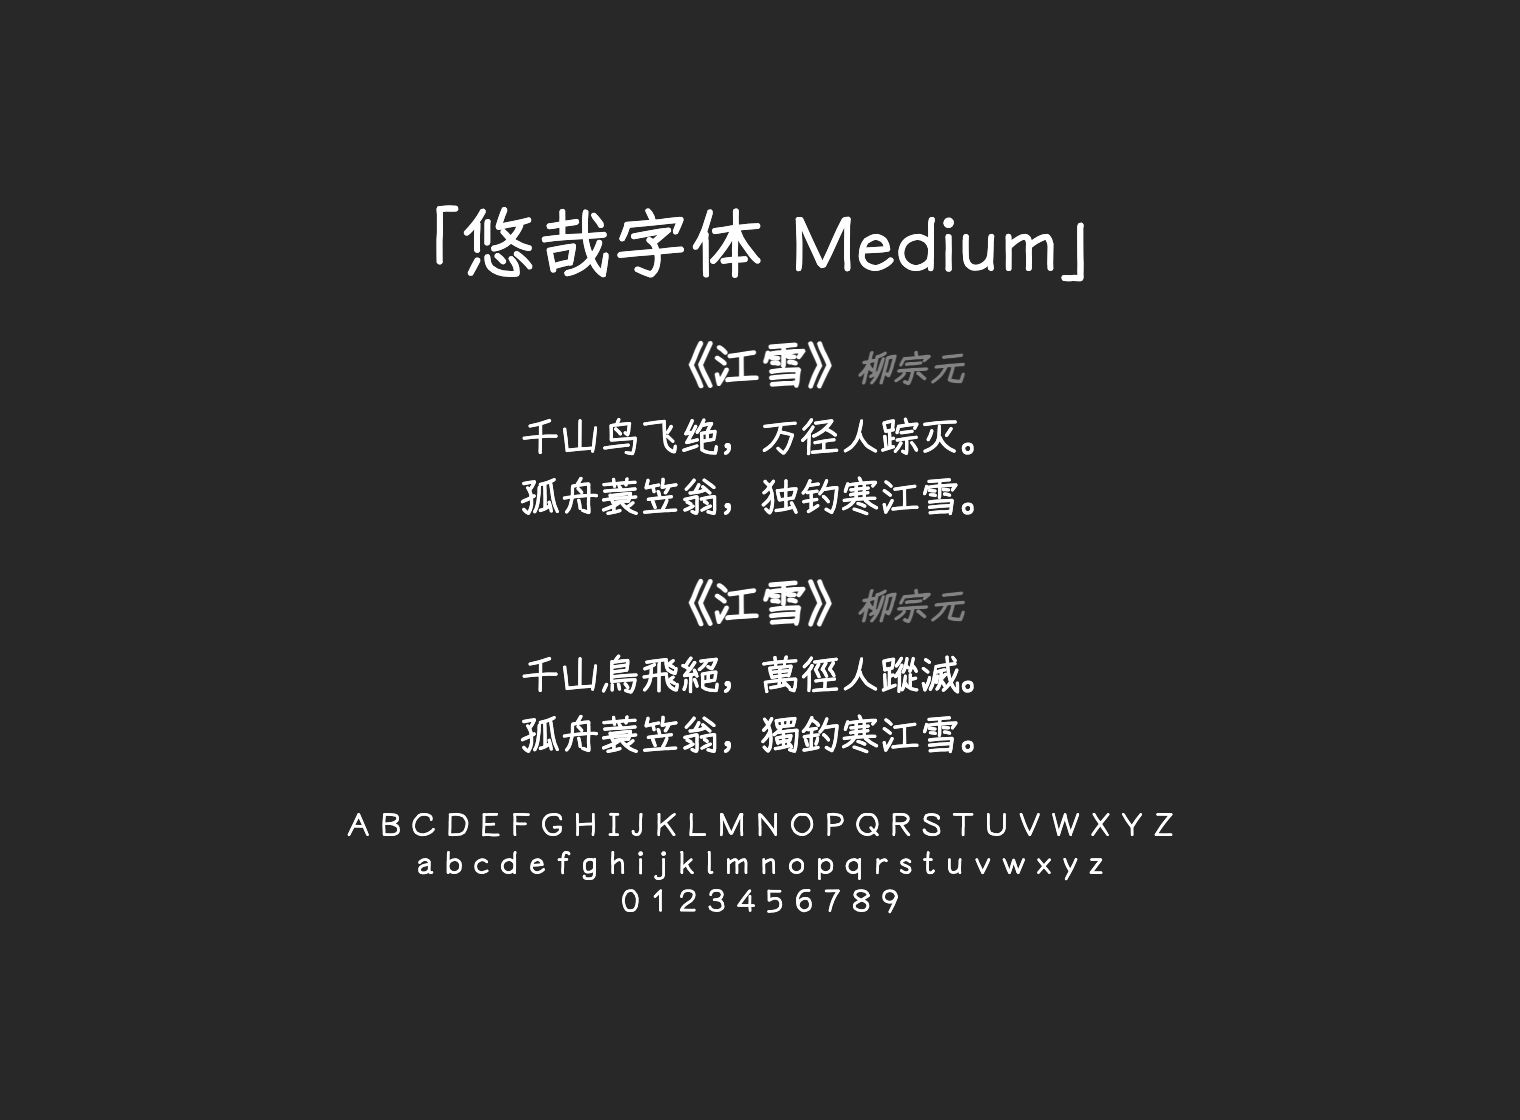 「悠哉字体 Medium」
《江雪》 柳宗元
千山鸟飞绝，万径人踪灭。
孤舟蓑笠翁，独钓寒江雪。
《江雪》 柳宗元
千山鳥飛絕，萬徑人蹤滅。
孤舟蓑笠翁，獨釣寒江雪。
A B C D E F G H I J K L M N O P Q R S T U V W X Y Z
a b c d e f g h i j k l m n o p q r s t u v w x y z
0 1 2 3 4 5 6 7 8 9